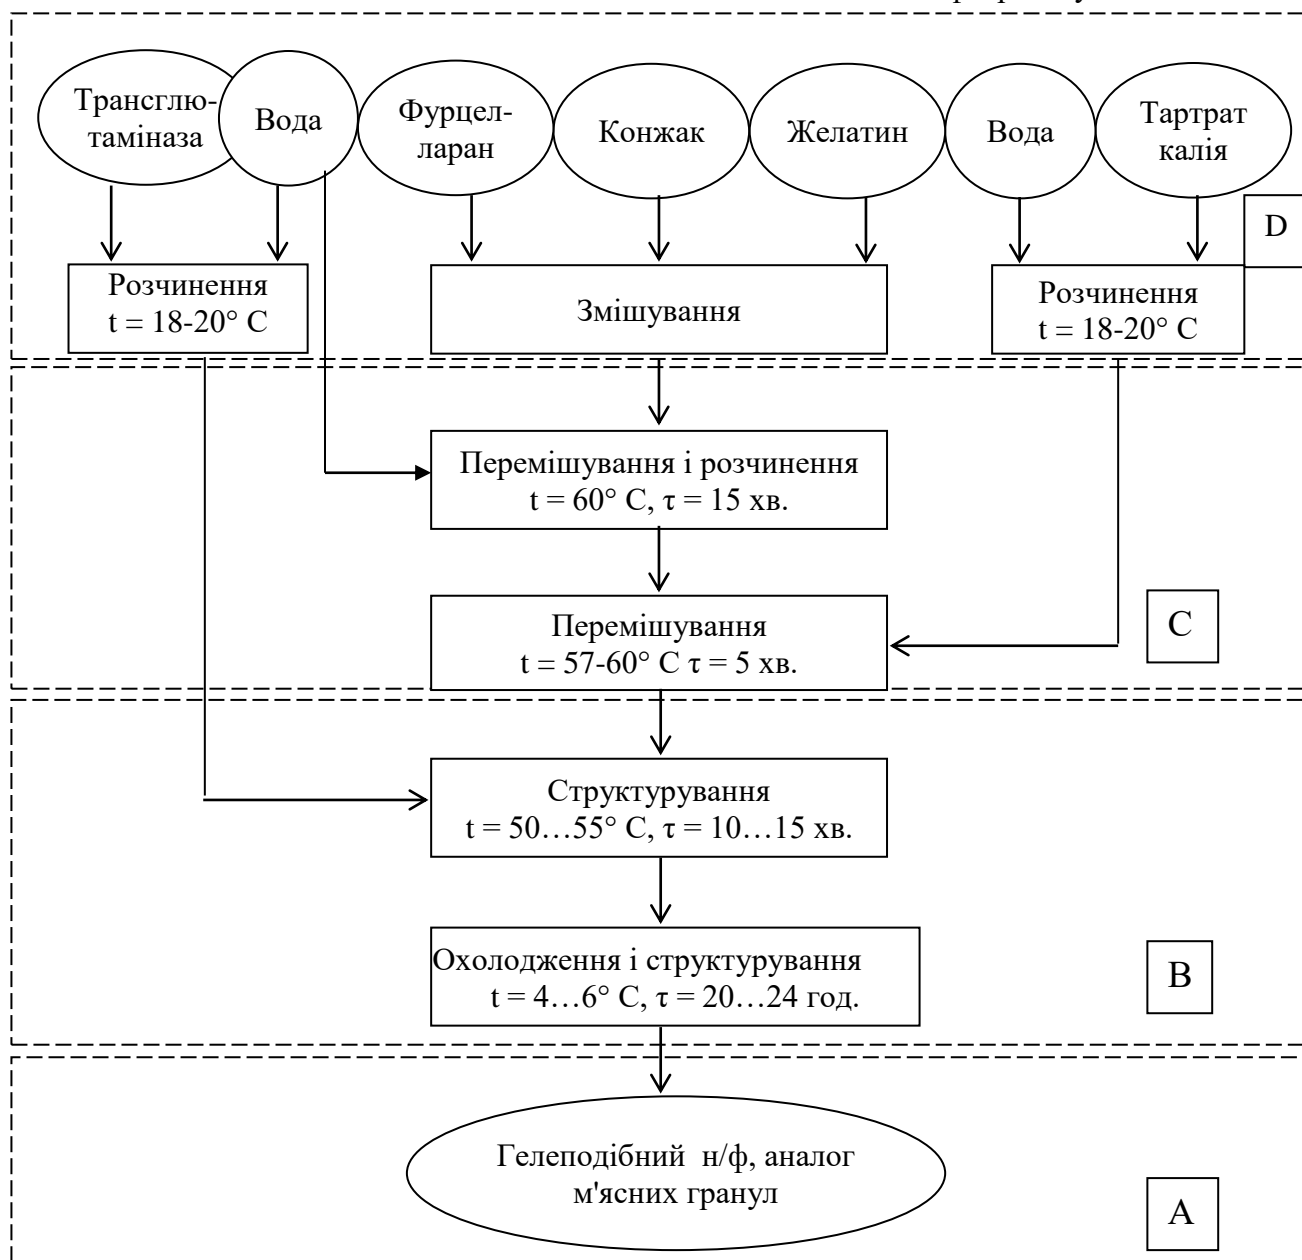 Трансглю-
таміназа
Вода
Фурцел-
ларан
Конжак
Желатин
Вода
Тартрат
калія
D
Розчинення
t = 18-20° С
Змішування
Розчинення
t = 18-20° С
Перемішування і розчинення
t = 60° С, τ = 15 хв.
Перемішування
t = 57-60° С τ = 5 хв.
C
Структурування
t = 50…55° С, τ = 10…15 хв.
Охолодження і структурування
t = 4…6° С, τ = 20…24 год.
B
Гелеподібний н/ф, аналог
м'ясних гранул
A